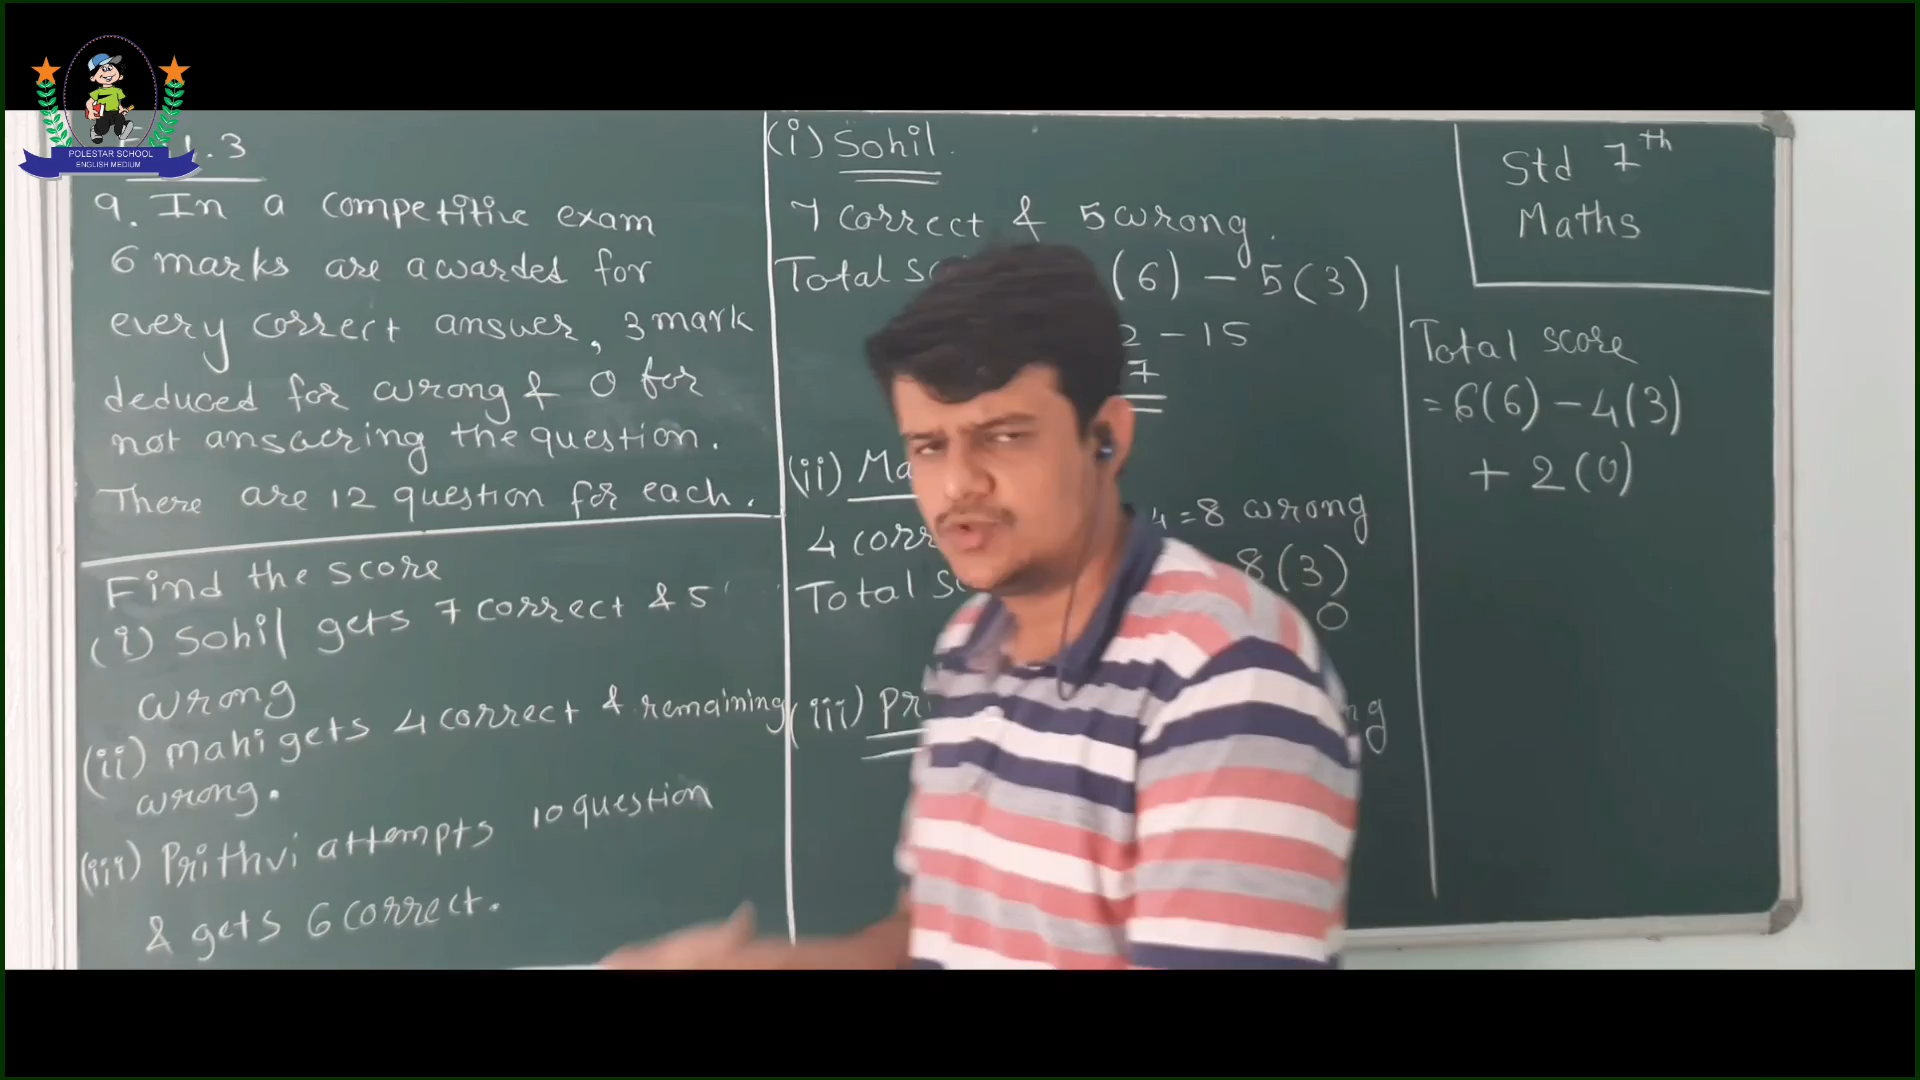 POLESTAR SCHOOL
ENGLISH MEDIUM
1.3
9. In a competitive exam
6 marks are awarded for
every correct answer, 3 mark
deduced for wrong & 0 for
not answering the question.
There are 12 question for each.
Find the score
(i) Sohil gets 7 correct & 5
wrong
(ii) mahi gets 4 correct & remaining
wrong.
(iii) Prithvi attempts 10 question
& gets 6 correct.
(i) Sohil.
7 correct & 5 wrong.
Total (6) - 5(3)
2 - 15
7
(ii)
4 = 8 wrong
Total 8(3)
0
(iii)
Std 7th
Maths
Total score
= 6(6) - 4(3)
+ 2(0)